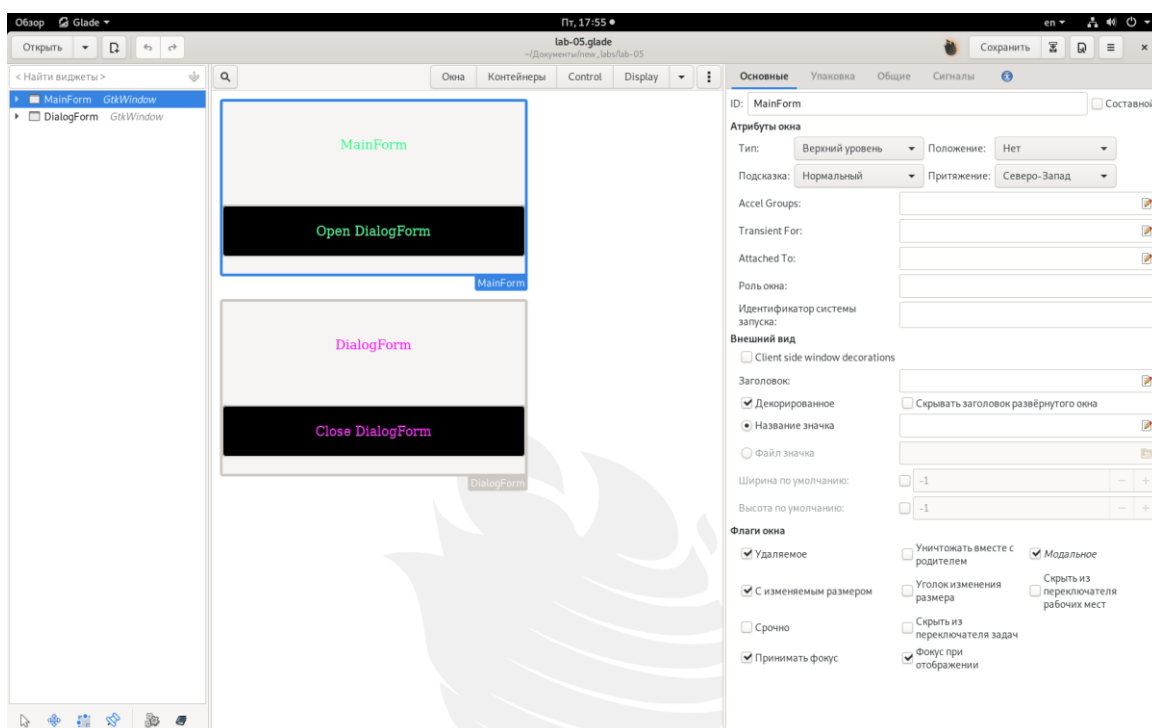 Обзор Glade Пт, 17:55 en
Открыть lab-05.glade Сохранить
~/Документы/new_labs/lab-05
< Найти виджеты > Окна Контейнеры Control Display Основные Упаковка Общие Сигналы
MainForm GtkWindow
DialogForm GtkWindow
MainForm
Open DialogForm
MainForm
DialogForm
Close DialogForm
DialogForm
ID: MainForm Составной
Атрибуты окна
Тип: Верхний уровень Положение: Нет
Подсказка: Нормальный Притяжение: Северо-Запад
Accel Groups:
Transient For:
Attached To:
Роль окна:
Идентификатор системы
запуска:
Внешний вид
Client side window decorations
Заголовок:
Декорированное Скрывать заголовок развёрнутого окна
Название значка
Файл значка
Ширина по умолчанию: -1
Высота по умолчанию: -1
Флаги окна
Удаляемое Уничтожать вместе с
родителем Модальное
С изменяемым размером Уголок изменения
размера Скрыть из
переключателя
рабочих мест
Срочно Скрыть из
переключателя задач
Принимать фокус Фокус при
отображении